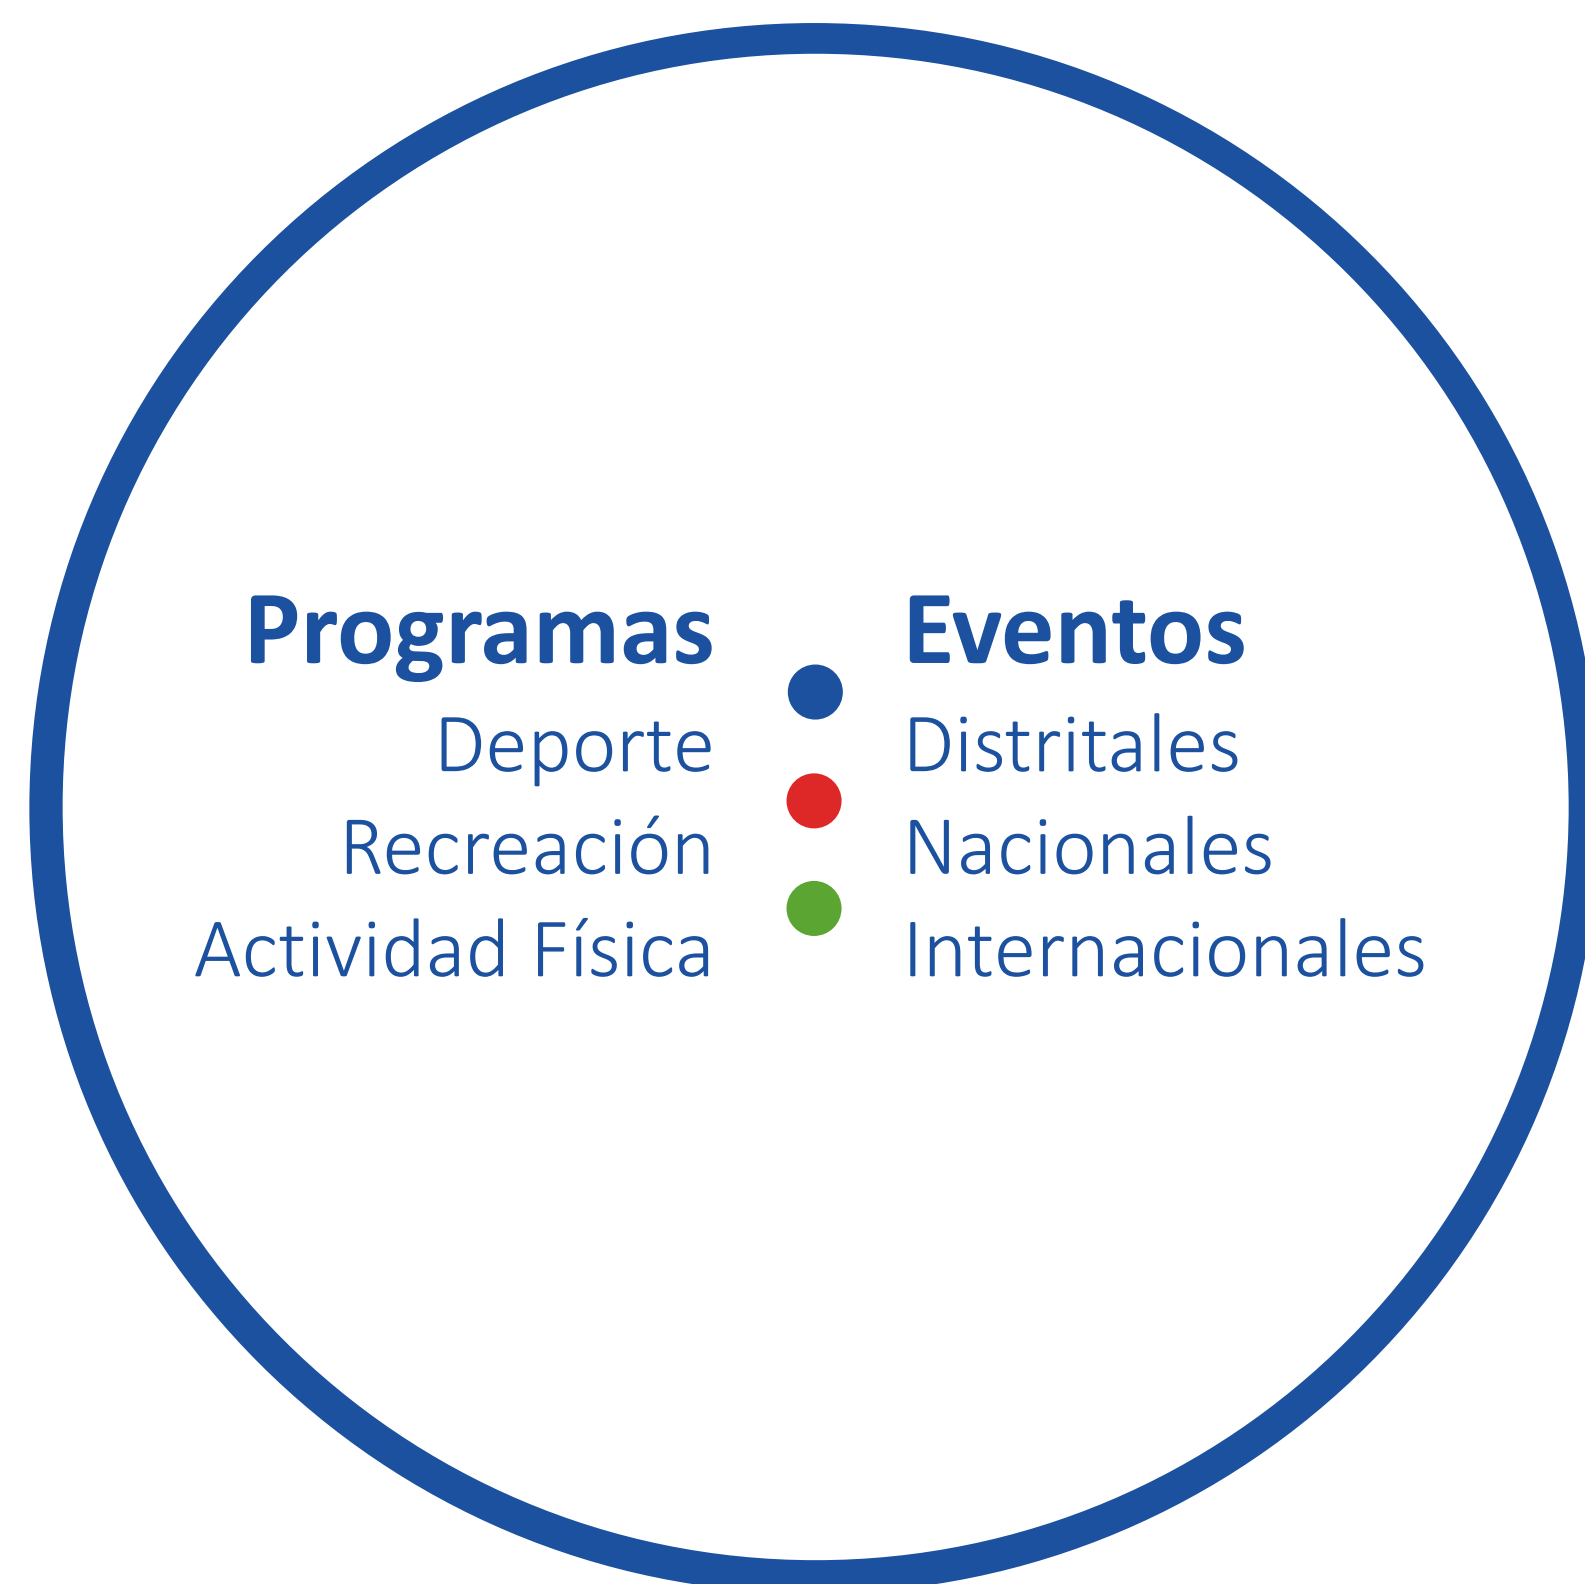 Programas
Deporte
Recreación
Actividad Física
Eventos
Distritales
Nacionales
Internacionales